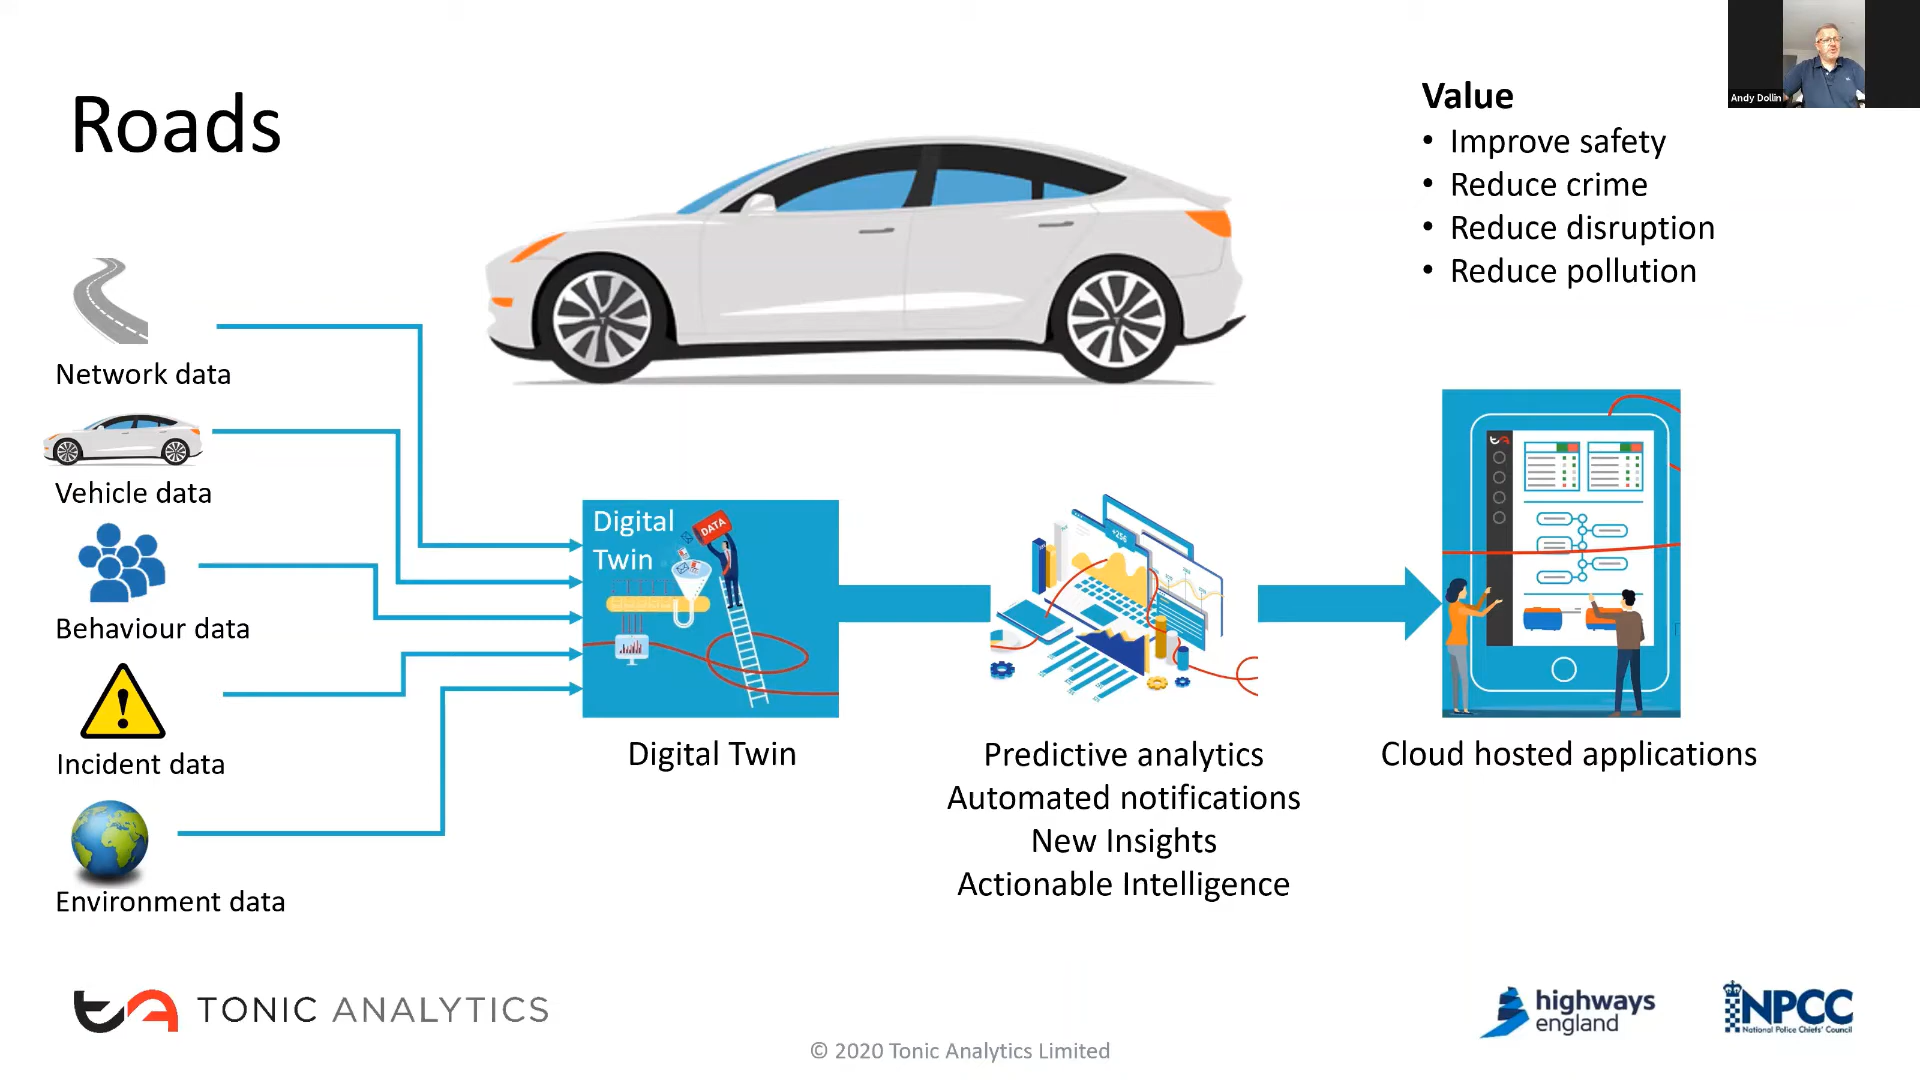 Roads
Andy Dollin
Value
• Improve safety
• Reduce crime
• Reduce disruption
• Reduce pollution
Network data
Vehicle data
Behaviour data
Incident data
Environment data
Digital
Twin
DATA
Digital Twin
+256
Predictive analytics
Automated notifications
New Insights
Actionable Intelligence
Cloud hosted applications
TONIC ANALYTICS
© 2020 Tonic Analytics Limited
highways
england
NPCC
National Police Chiefs' Council